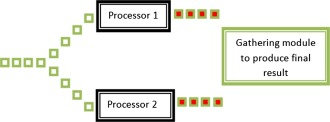 Processor 1
Gathering module
to produce final
result
Processor 2